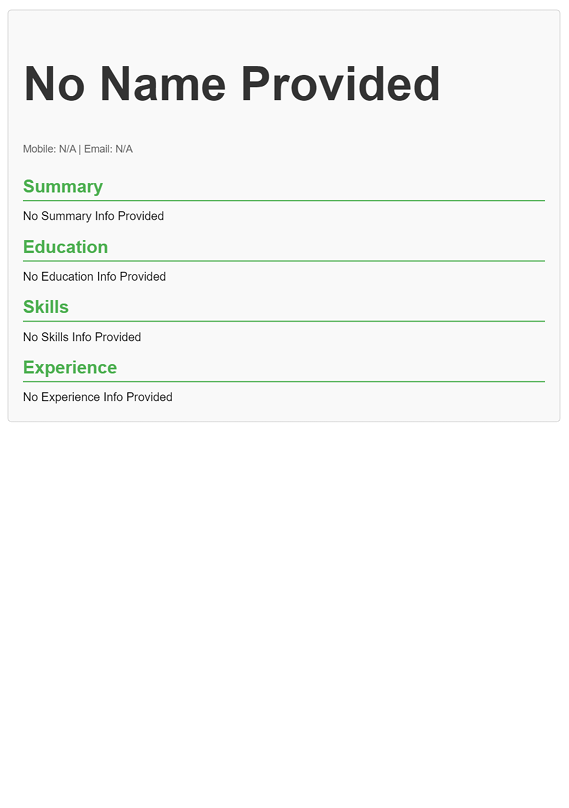 No Name Provided
Mobile: N/A | Email: N/A
Summary
No Summary Info Provided
Education
No Education Info Provided
Skills
No Skills Info Provided
Experience
No Experience Info Provided